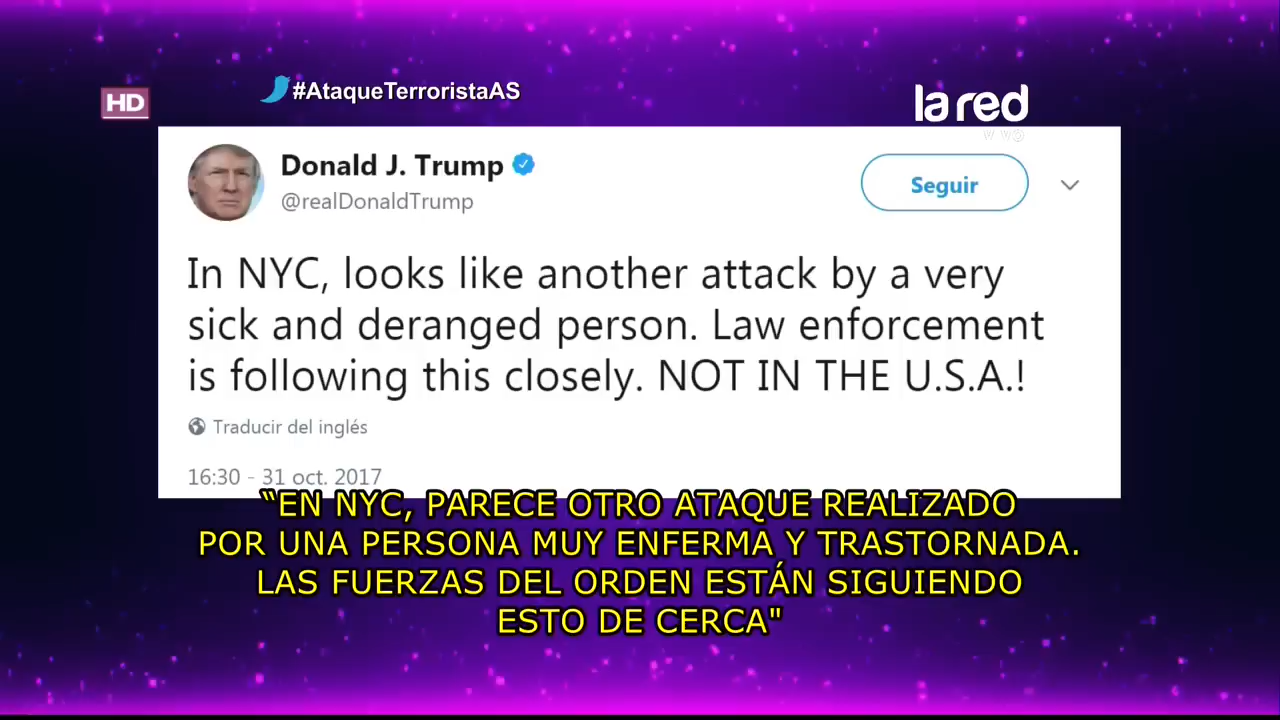 HD
#AtaqueTerroristaAS
la red
Donald J. Trump
@realDonaldTrump
Seguir
In NYC, looks like another attack by a very
sick and deranged person. Law enforcement
is following this closely. NOT IN THE U.S.A.!
Traducir del inglés
16:30 - 31 oct. 2017
“EN NYC, PARECE OTRO ATAQUE REALIZADO
POR UNA PERSONA MUY ENFERMA Y TRASTORNADA.
LAS FUERZAS DEL ORDEN ESTÁN SIGUIENDO
ESTO DE CERCA"